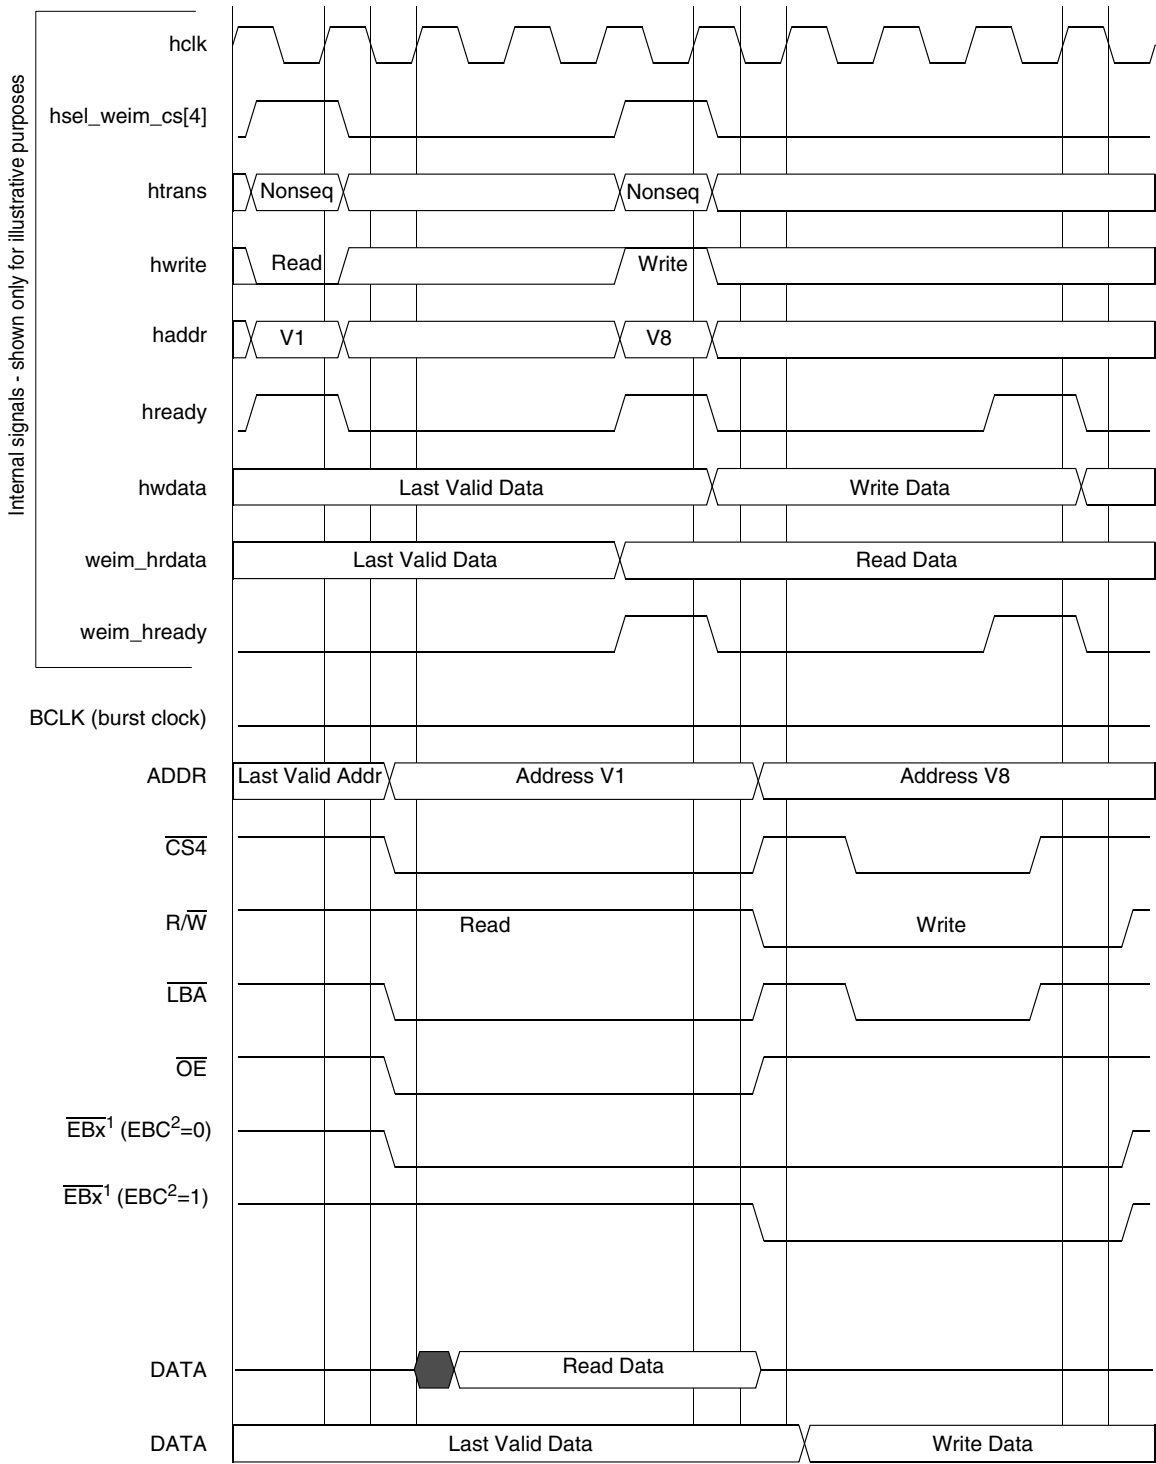 Internal signals - shown only for illustrative purposes
hclk
hsel_weim_cs[4]
htrans Nonseq Nonseq
hwrite Read Write
haddr V1 V8
hready
hwdata Last Valid Data Write Data
weim_hrdata Last Valid Data Read Data
weim_hready
BCLK (burst clock)
ADDR Last Valid Addr Address V1 Address V8
CS4
R/W Read Write
LBA
OE
EBx1 (EBC2=0)
EBx1 (EBC2=1)
DATA Read Data
DATA Last Valid Data Write Data